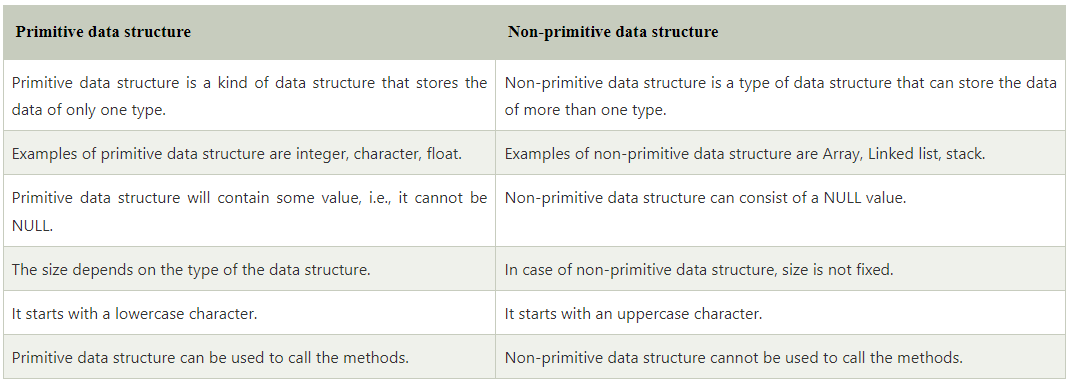 Primitive data structure
Non-primitive data structure
Primitive data structure is a kind of data structure that stores the
data of only one type.
Non-primitive data structure is a type of data structure that can store the data
of more than one type.
Examples of primitive data structure are integer, character, float.
Examples of non-primitive data structure are Array, Linked list, stack.
Primitive data structure will contain some value, i.e., it cannot be
NULL.
Non-primitive data structure can consist of a NULL value.
The size depends on the type of the data structure.
In case of non-primitive data structure, size is not fixed.
It starts with a lowercase character.
It starts with an uppercase character.
Primitive data structure can be used to call the methods.
Non-primitive data structure cannot be used to call the methods.